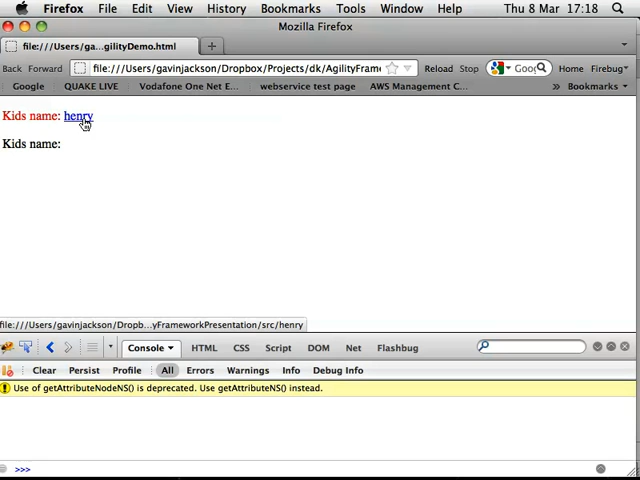 Firefox File Edit View History Bookmarks Tools Window Help Thu 8 Mar 17:18
Mozilla Firefox
file:///Users/ga...gilityDemo.html
Back Forward file:///Users/gavinjackson/Dropbox/Projects/dk/AgilityFrame Reload Stop Goog Home Firebug
Google QUAKE LIVE Vodafone One Net E... webservice test page AWS Management C... » Bookmarks
Kids name: henry
Kids name:
file:///Users/gavinjackson/Dropb...yFrameworkPresentation/src/henry
Console HTML CSS Script DOM Net Flashbug
Clear Persist Profile All Errors Warnings Info Debug Info
Use of getAttributeNodeNS() is deprecated. Use getAttributeNS() instead.
>>>